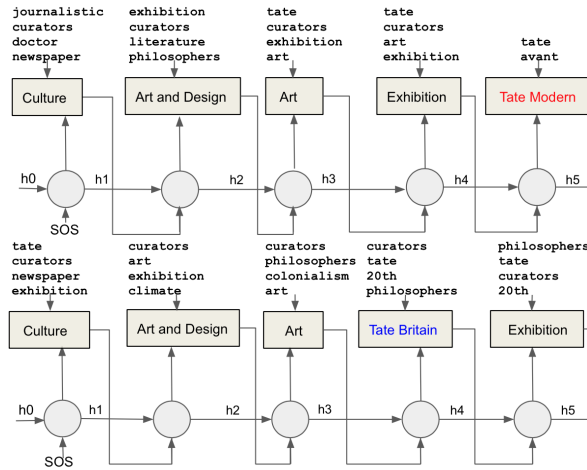 journalistic
curators
doctor
newspaper
exhibition
curators
literature
philosophers
tate
curators
exhibition
art
tate
curators
art
exhibition
tate
avant
Culture
Art and Design
Art
Exhibition
Tate Modern
h0
h1
h2
h3
h4
h5
SOS
tate
curators
newspaper
exhibition
curators
art
exhibition
climate
curators
philosophers
colonialism
art
curators
tate
20th
philosophers
philosophers
tate
curators
20th
Culture
Art and Design
Art
Tate Britain
Exhibition
h0
h1
h2
h3
h4
h5
SOS